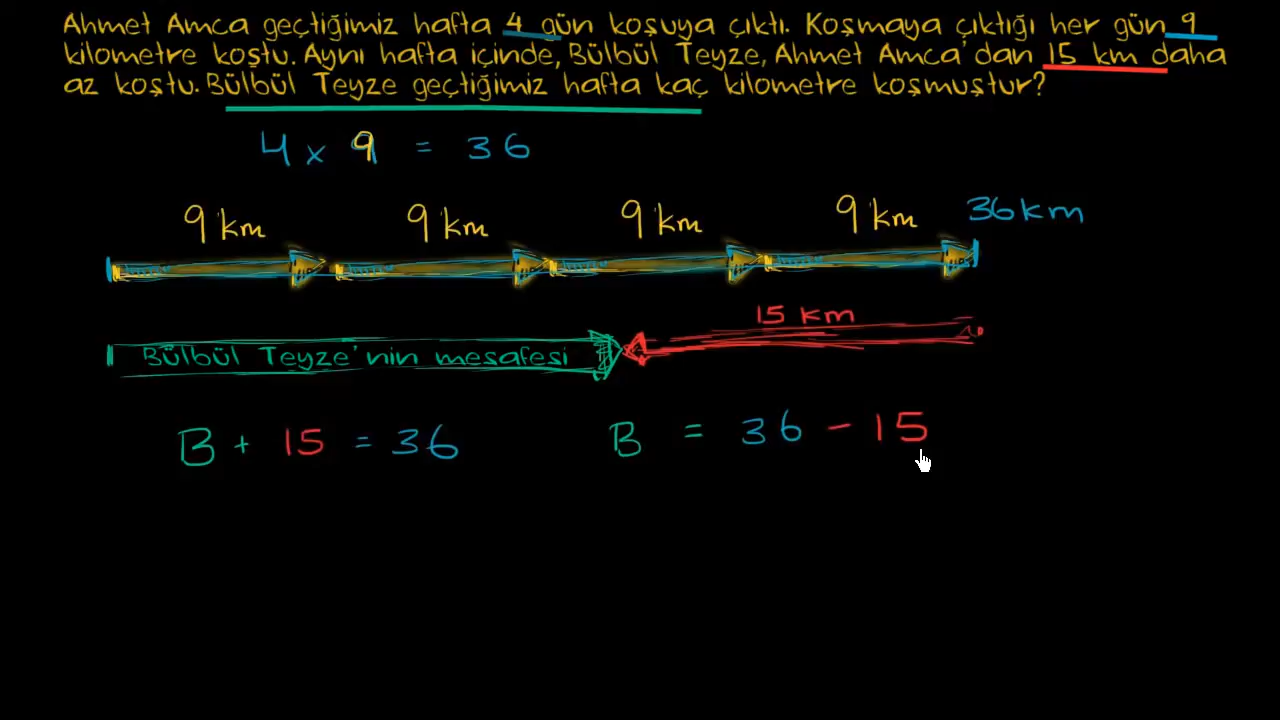 Ahmet Amca geçtiğimiz hafta 4 gün koşuya çıktı. Koşmaya çıktığı her gün 9
kilometre koştu. Aynı hafta içinde, Bülbül Teyze, Ahmet Amca'dan 15 km daha
az koştu. Bülbül Teyze geçtiğimiz hafta kaç kilometre koşmuştur?
4 x 9 = 36
9 km 9 km 9 km 9 km 36 km
15 km
Bülbül Teyze'nin mesafesi
B + 15 = 36 B = 36 - 15